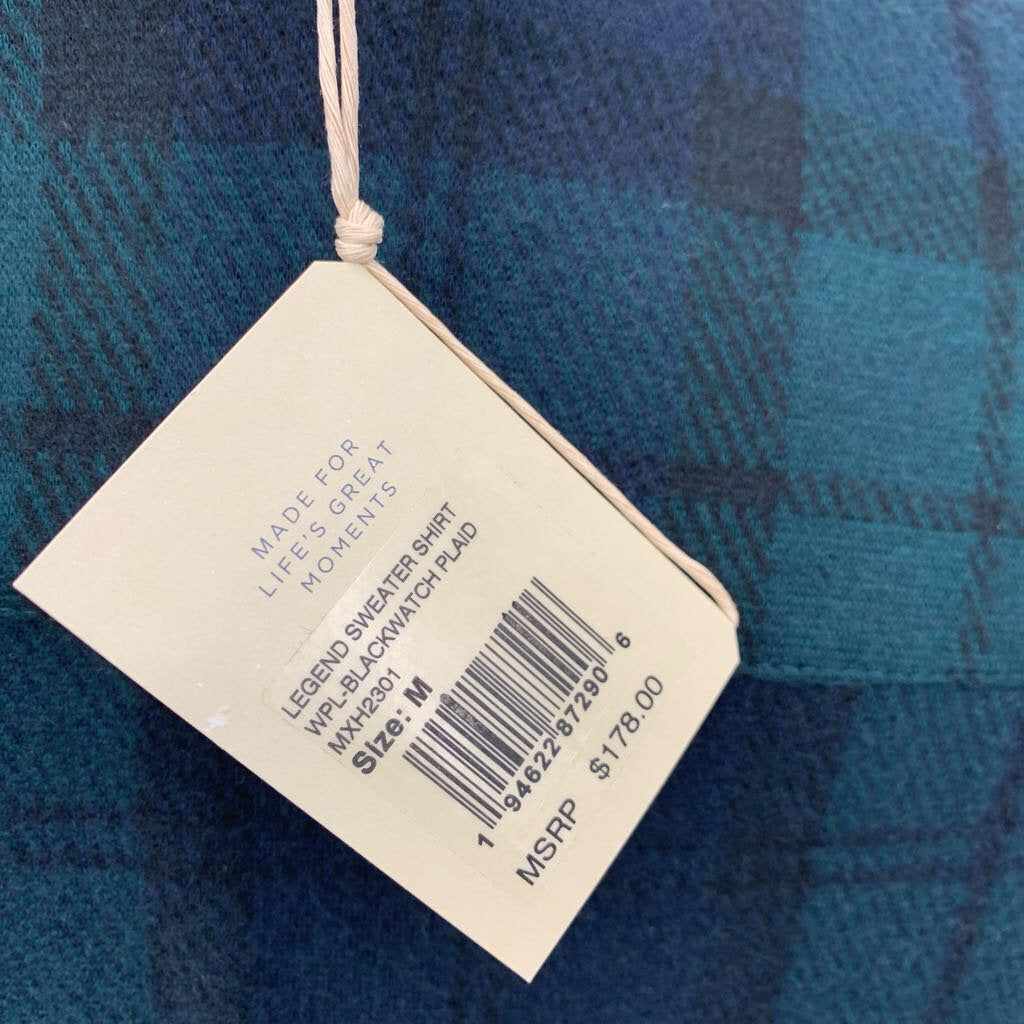 MADE FOR
LIFE'S GREAT
MOMENTS
LEGEND SWEATER SHIRT
WPL-BLACKWATCH PLAID
MXH2301
Size: M
1 94622 87290 6
MSRP $178.00